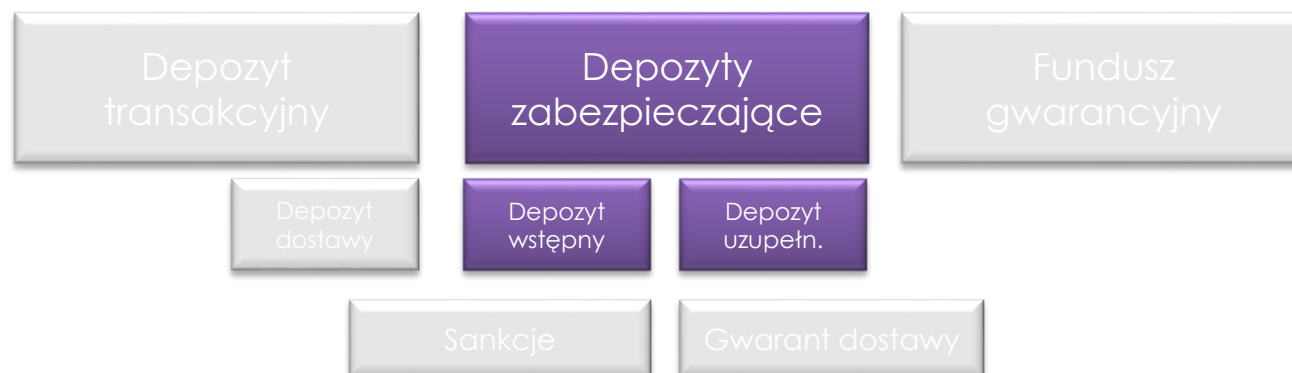 Depozyt
transakcyjny
Depozyty
zabezpieczające
Fundusz
gwarancyjny
Depozyt
dostawy
Depozyt
wstępny
Depozyt
uzupełn.
Sankcje
Gwarant dostawy